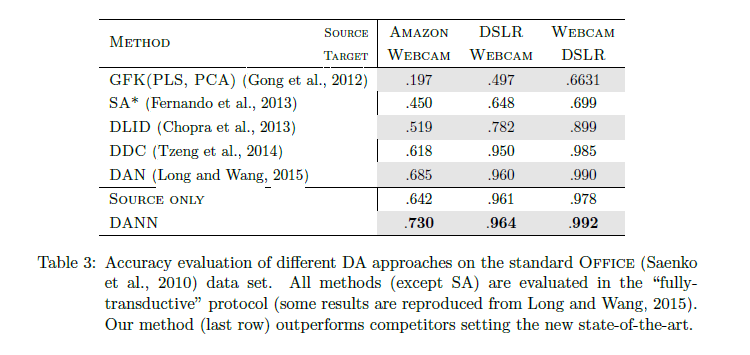 METHOD SOURCE AMAZON DSLR WEBCAM
TARGET WEBCAM WEBCAM DSLR
GFK(PLS, PCA) (Gong et al., 2012) .197 .497 .6631
SA* (Fernando et al., 2013) .450 .648 .699
DLID (Chopra et al., 2013) .519 .782 .899
DDC (Tzeng et al., 2014) .618 .950 .985
DAN (Long and Wang, 2015) .685 .960 .990
SOURCE ONLY .642 .961 .978
DANN .730 .964 .992
Table 3: Accuracy evaluation of different DA approaches on the standard OFFICE (Saenko
et al., 2010) data set. All methods (except SA) are evaluated in the “fully-
transductive” protocol (some results are reproduced from Long and Wang, 2015).
Our method (last row) outperforms competitors setting the new state-of-the-art.